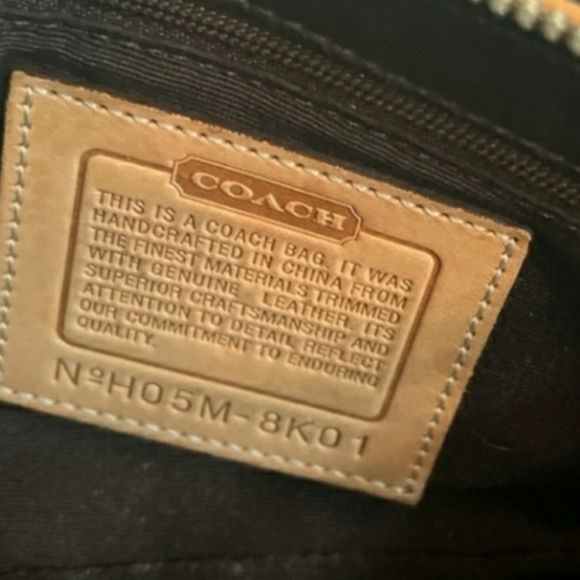 COACH
THIS IS A COACH BAG. IT WAS
HANDCRAFTED IN CHINA FROM
THE FINEST MATERIALS TRIMMED
WITH GENUINE LEATHER. ITS
SUPERIOR CRAFTSMANSHIP AND
ATTENTION TO DETAIL REFLECT
OUR COMMITMENT TO ENDURING
QUALITY.
NºH05M-8K01